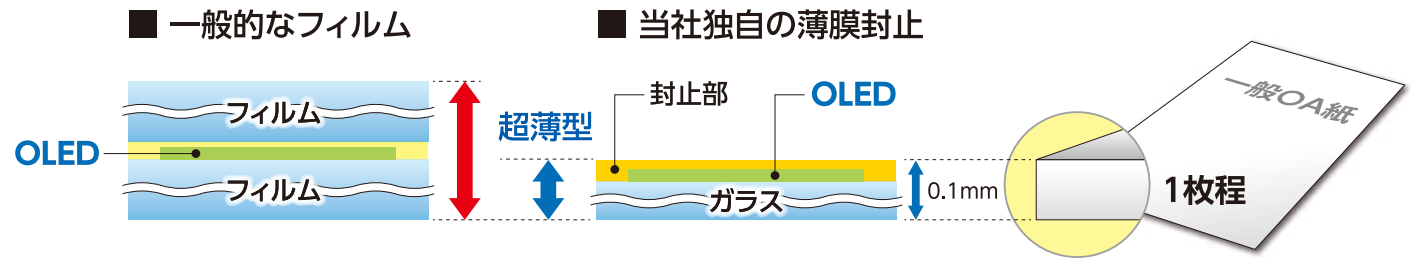 ■ 一般的なフィルム
フィルム
OLED
フィルム
■ 当社独自の薄膜封止
超薄型
封止部
OLED
ガラス
0.1mm
一般OA紙
1枚程